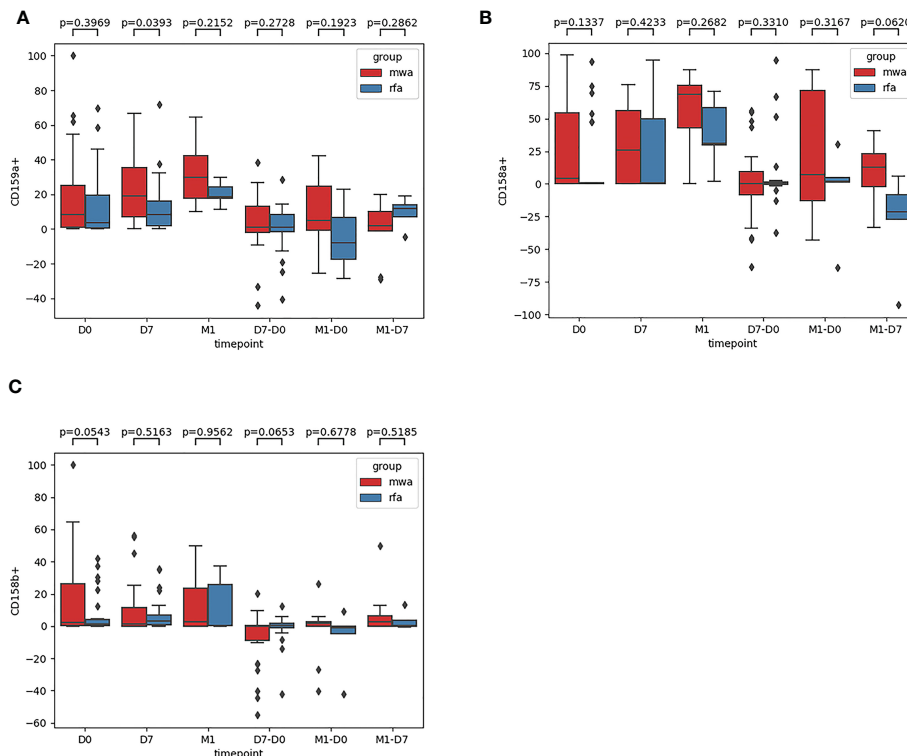 A
p=0.3969 p=0.0393 p=0.2152 p=0.2728 p=0.1923 p=0.2862
group
mwa
rfa
100
80
60
40
20
0
−20
−40
CD159a+
D0 D7 M1 D7-D0 M1-D0 M1-D7
timepoint
B
p=0.1337 p=0.4233 p=0.2682 p=0.3310 p=0.3167 p=0.0620
group
mwa
rfa
100
75
50
25
0
−25
−50
−75
−100
CD158a+
D0 D7 M1 D7-D0 M1-D0 M1-D7
timepoint
C
p=0.0543 p=0.5163 p=0.9562 p=0.0653 p=0.6778 p=0.5185
group
mwa
rfa
100
80
60
40
20
0
−20
−40
−60
CD158b+
D0 D7 M1 D7-D0 M1-D0 M1-D7
timepoint